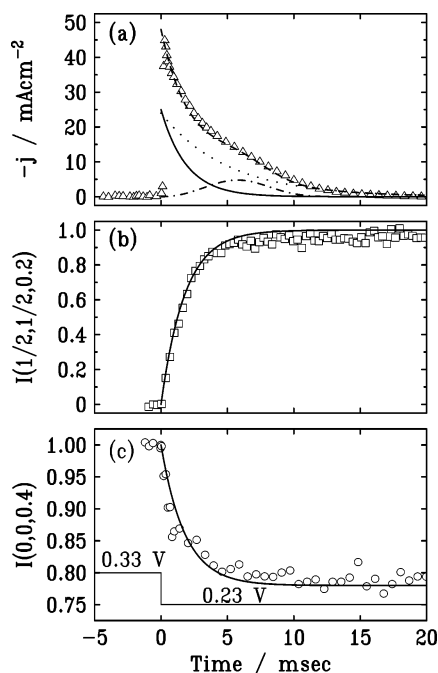 (a)
-j / mAcm⁻²
50
40
30
20
10
0
(b)
I(1/2,1/2,0.2)
1.0
0.8
0.6
0.4
0.2
0
(c)
I(0,0,0.4)
1.00
0.95
0.90
0.85
0.80
0.75
0.33 V
0.23 V
−5 0 5 10 15 20
Time / msec